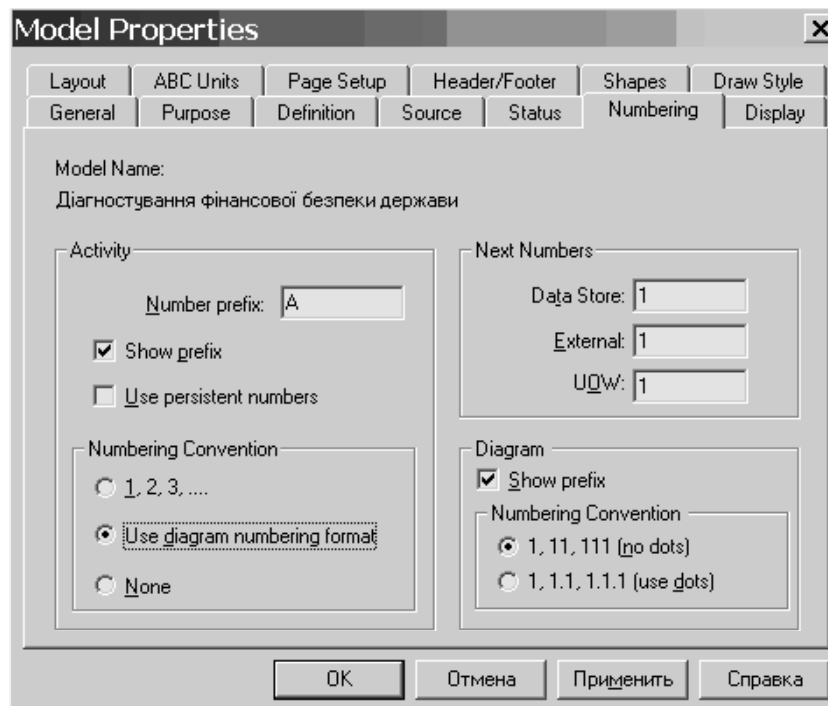 Model Properties
Layout ABC Units Page Setup Header/Footer Shapes Draw Style
General Purpose Definition Source Status Numbering Display
Model Name:
Діагностування фінансової безпеки держави
Activity
Number prefix: A
Show prefix
Use persistent numbers
Numbering Convention
1, 2, 3, ....
Use diagram numbering format
None
Next Numbers
Data Store: 1
External: 1
UOW: 1
Diagram
Show prefix
Numbering Convention
1, 11, 111 (no dots)
1, 1.1, 1.1.1 (use dots)
OK Отмена Применить Справка